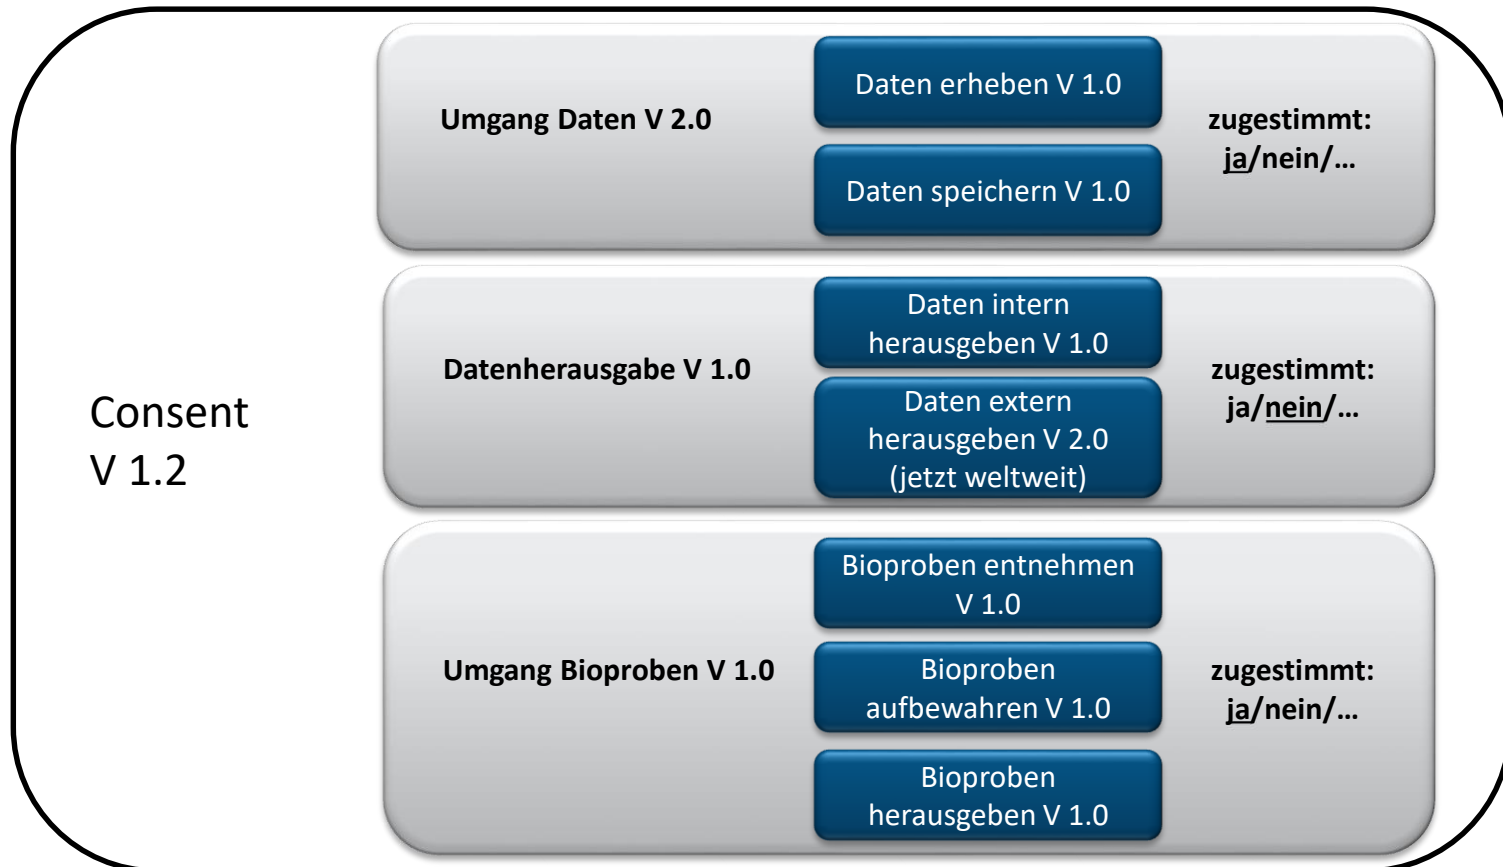 Consent
V 1.2
Umgang Daten V 2.0
Daten erheben V 1.0
Daten speichern V 1.0
zugestimmt:
ja/nein/...
Datenherausgabe V 1.0
Daten intern
herausgeben V 1.0
Daten extern
herausgeben V 2.0
(jetzt weltweit)
zugestimmt:
ja/nein/...
Umgang Bioproben V 1.0
Bioproben entnehmen
V 1.0
Bioproben
aufbewahren V 1.0
Bioproben
herausgeben V 1.0
zugestimmt:
ja/nein/...